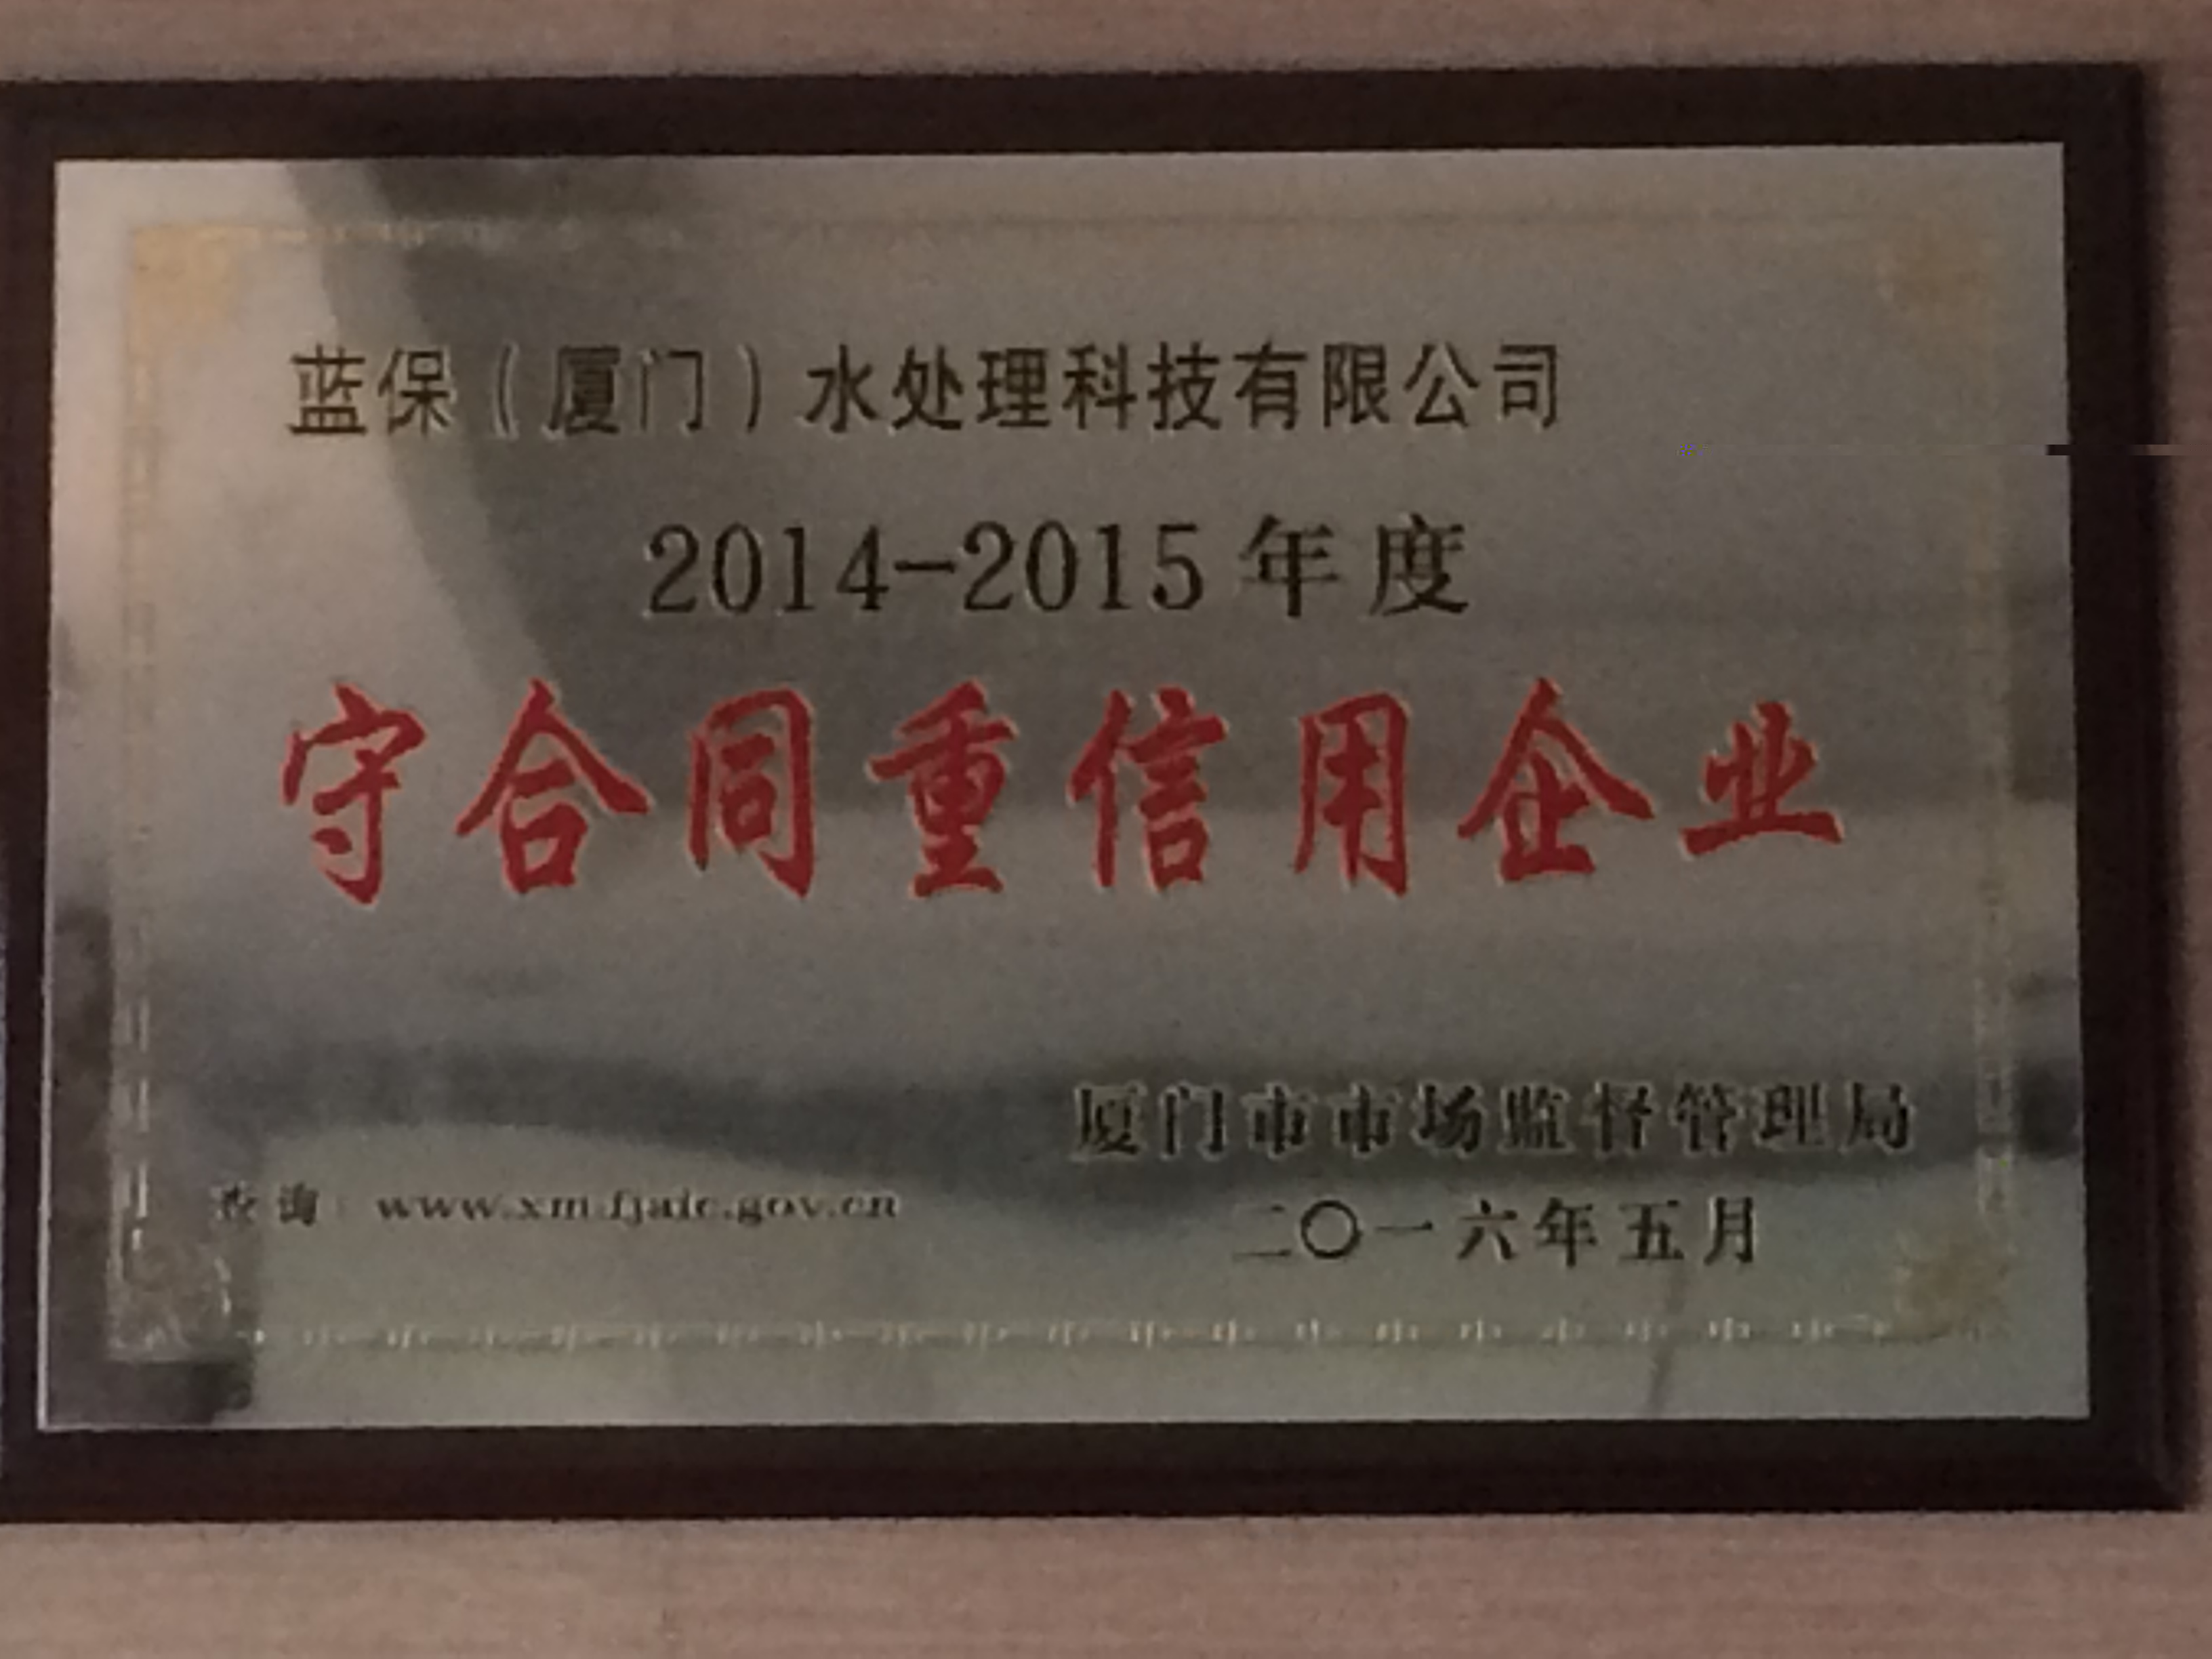 蓝保（厦门）水处理科技有限公司
2014-2015年度
守合同重信用企业
厦门市市场监督管理局
查询：www.xm.fjaic.gov.cn
二〇一六年五月